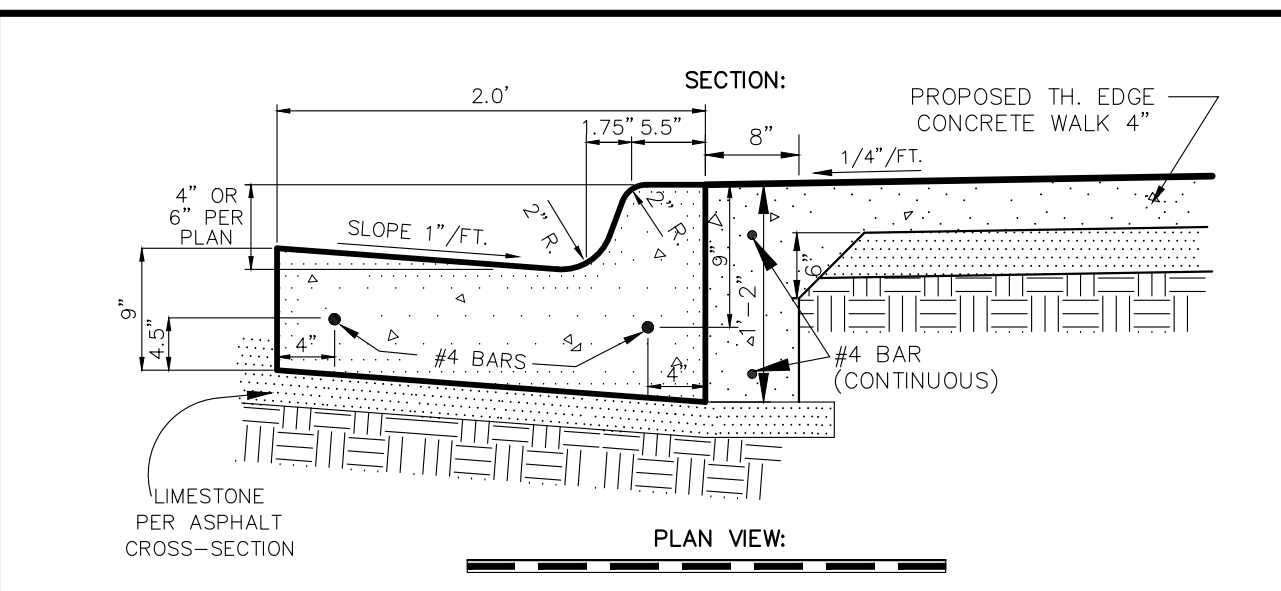 SECTION:
2.0'
1.75" 5.5"
8"
PROPOSED TH. EDGE
CONCRETE WALK 4"
1/4"/FT.
4" OR
6" PER
PLAN
SLOPE 1"/FT.
2" R.
2" R.
9"
4.5"
4"
#4 BARS
4"
9"
1'-2"
6"
#4 BAR
(CONTINUOUS)
LIMESTONE
PER ASPHALT
CROSS-SECTION
PLAN VIEW: